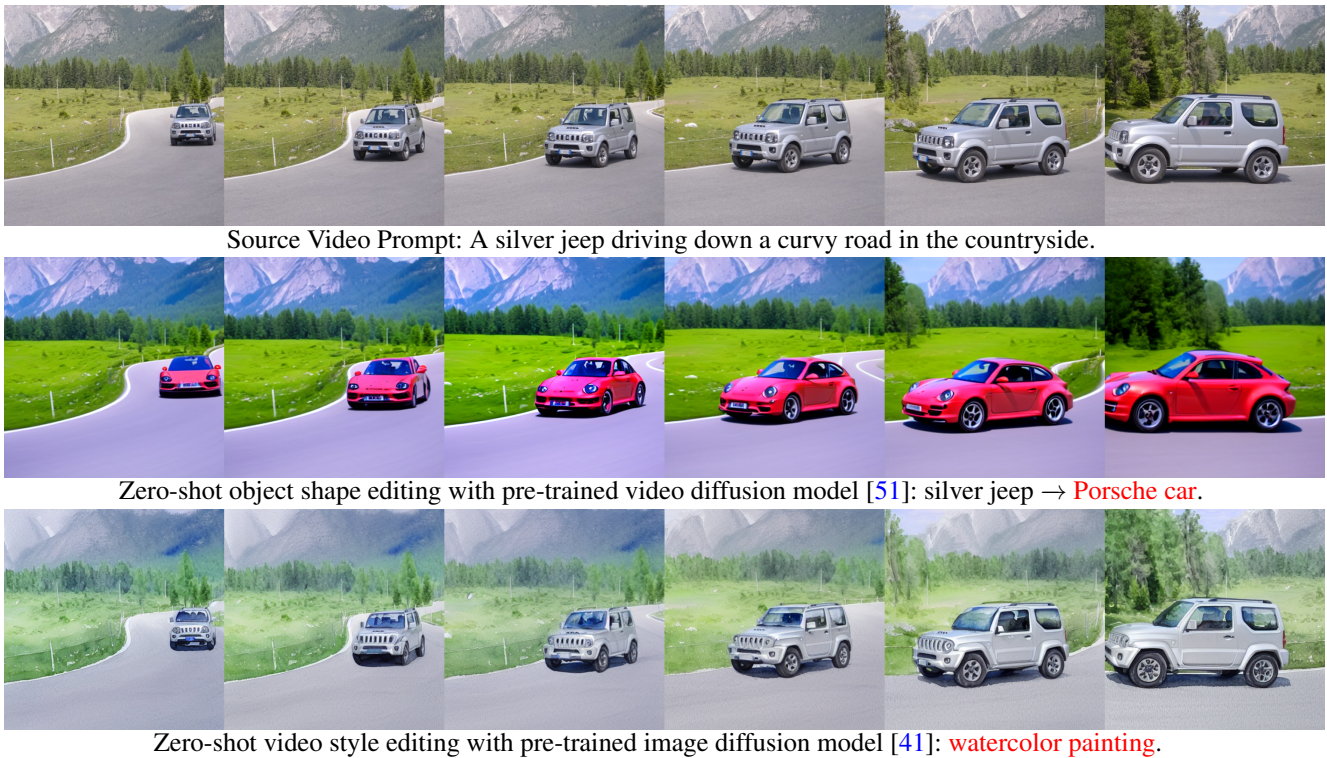 Source Video Prompt: A silver jeep driving down a curvy road in the countryside.
Zero-shot object shape editing with pre-trained video diffusion model [51]: silver jeep → Porsche car.
Zero-shot video style editing with pre-trained image diffusion model [41]: watercolor painting.